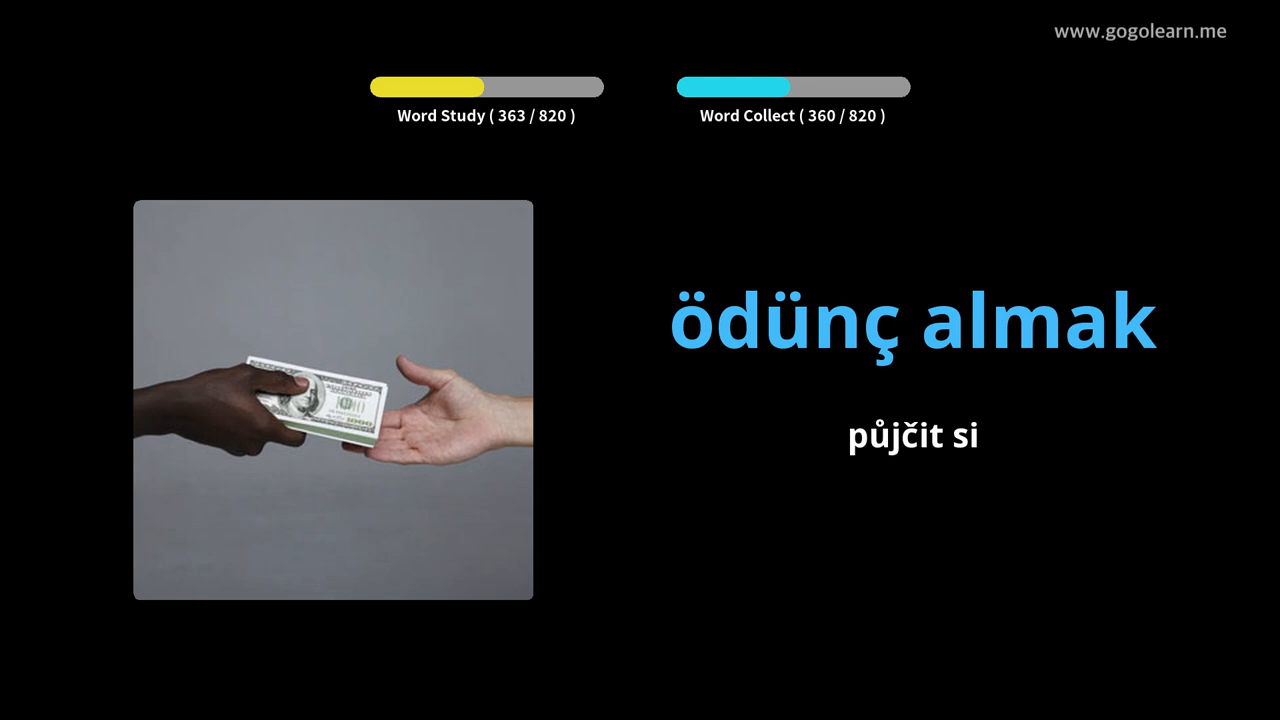 www.gogolearn.me
Word Study ( 363 / 820 )
Word Collect ( 360 / 820 )
ödünç almak
půjčit si